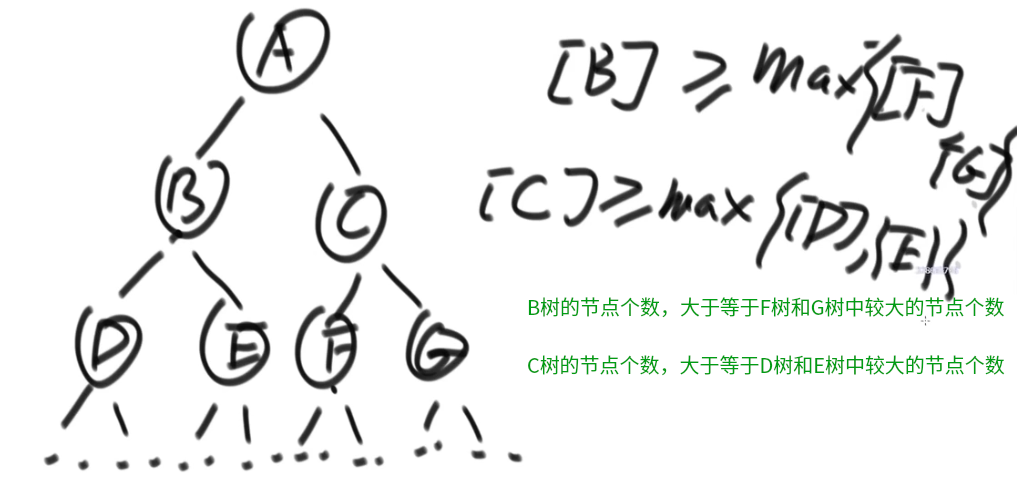 A
B
C
D
E
F
G
[B] ≥ max{[F]
[G]}
[C] ≥ max{[D],[E]}
B树的节点个数，大于等于F树和G树中较大的节点个数
C树的节点个数，大于等于D树和E树中较大的节点个数